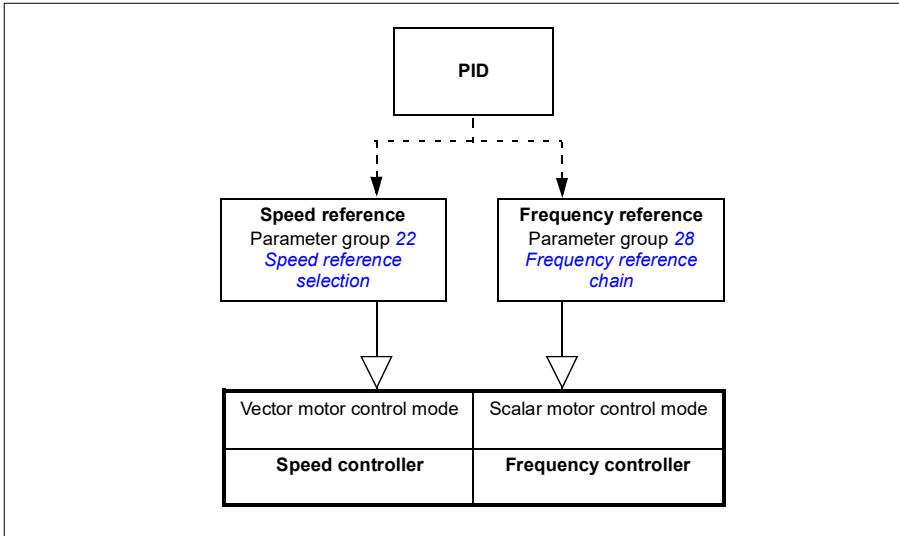 PID
Speed reference
Parameter group 22
Speed reference
selection
Frequency reference
Parameter group 28
Frequency reference
chain
Vector motor control mode
Scalar motor control mode
Speed controller
Frequency controller